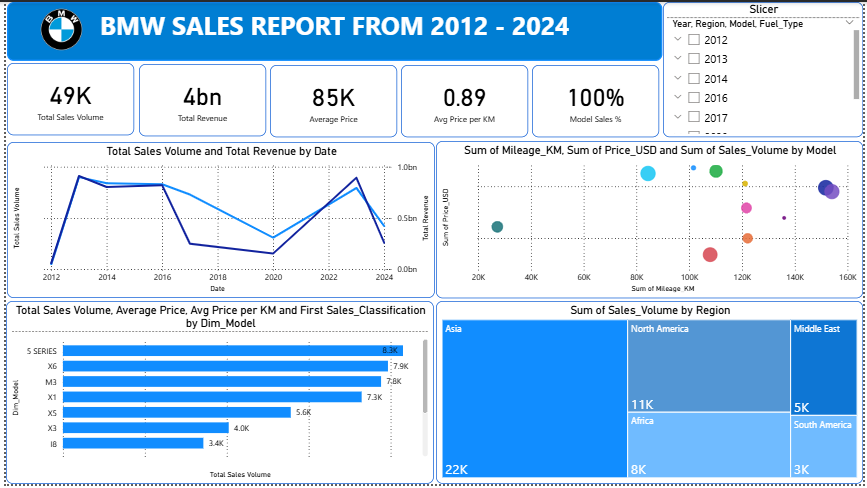 BMW
BMW SALES REPORT FROM 2012 - 2024
Slicer
Year, Region, Model, Fuel_Type
2012
2013
2014
2016
2017
49K
Total Sales Volume
4bn
Total Revenue
85K
Average Price
0.89
Avg Price per KM
100%
Model Sales %
Total Sales Volume and Total Revenue by Date
Total Sales Volume
1.0bn
0.5bn
0.0bn
Total Revenue
2012 2014 2016 2018 2020 2022 2024
Date
Sum of Mileage_KM, Sum of Price_USD and Sum of Sales_Volume by Model
Sum of Price_USD
20K 40K 60K 80K 100K 120K 140K 160K
Sum of Mileage_KM
Total Sales Volume, Average Price, Avg Price per KM and First Sales_Classification
by Dim_Model
Dim_Model
5 SERIES 8.3K
X6 7.9K
M3 7.8K
X1 7.3K
X5 5.6K
X3 4.0K
I8 3.4K
Total Sales Volume
Sum of Sales_Volume by Region
Asia
22K
North America
11K
Africa
8K
Middle East
5K
South America
3K